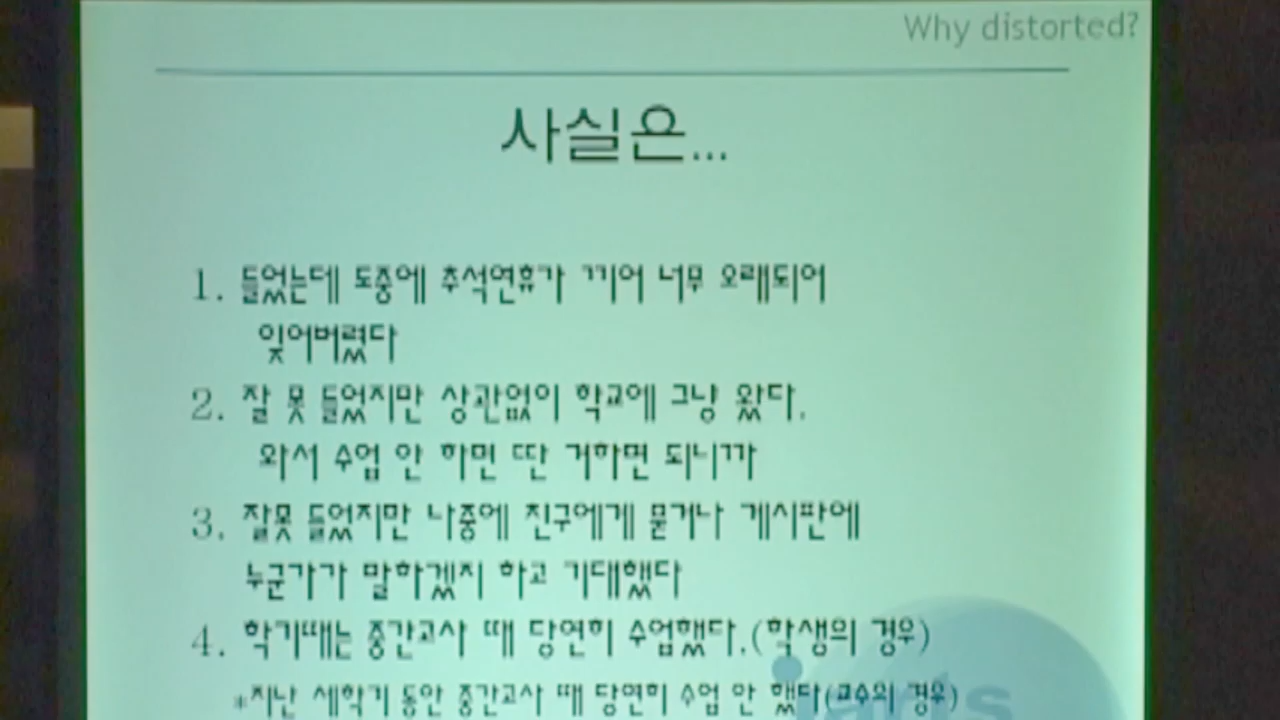 Why distorted?
사실은...
1. 들었는데 도중에 추석연휴가 끼어 너무 오래되어
잊어버렸다
2. 잘 못 들었지만 상관없이 학교에 그냥 왔다.
와서 수업 안 하면 딴 거하면 되니까
3. 잘못 들었지만 나중에 친구에게 묻거나 게시판에
누군가가 말하겠지 하고 기대했다
4. 학기때는 중간고사 때 당연히 수업했다.(학생의 경우)
*지난 세학기 동안 중간고사 때 당연히 수업 안 했다(교수의 경우)